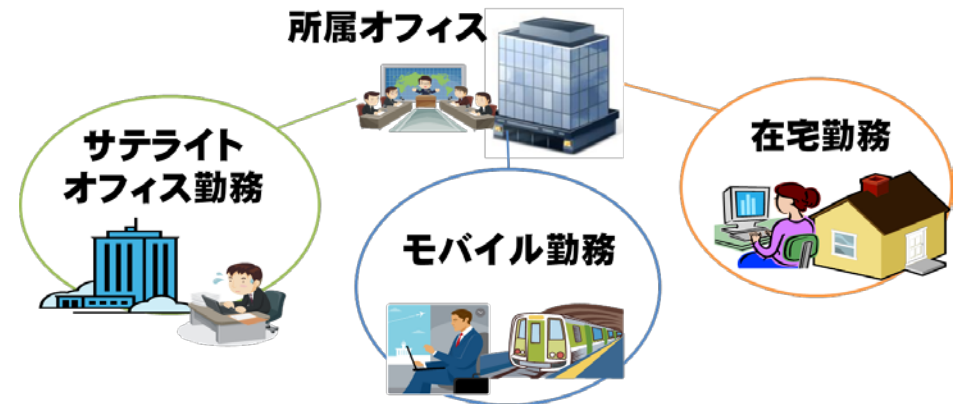 所属オフィス
サテライト
オフィス勤務
モバイル勤務
在宅勤務